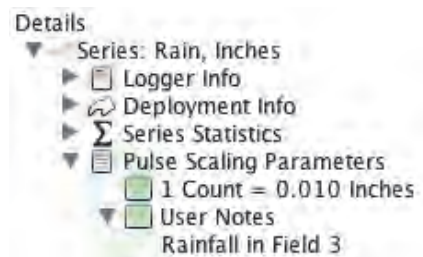 Details
Series: Rain, Inches
Logger Info
Deployment Info
Series Statistics
Pulse Scaling Parameters
1 Count = 0.010 Inches
User Notes
Rainfall in Field 3